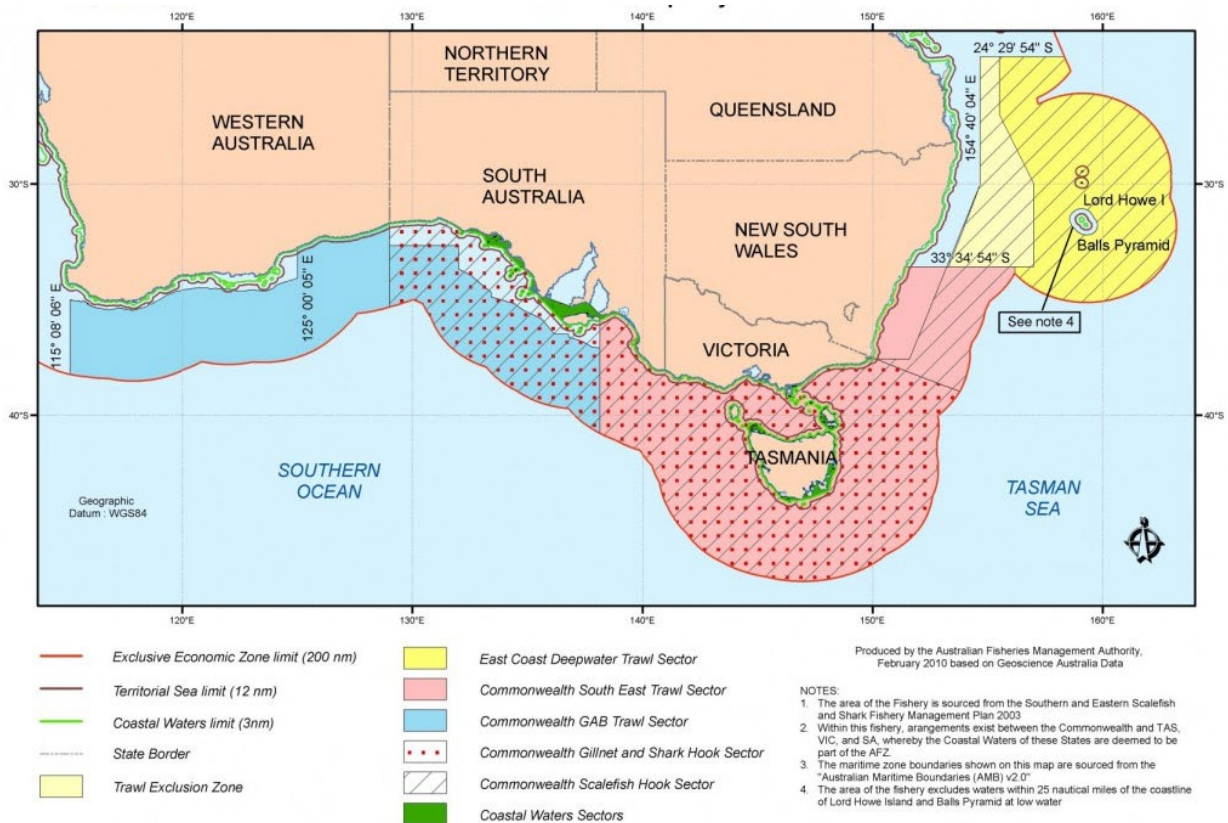 120°E
130°E
140°E
150°E
160°E
24° 29' 54" S
NORTHERN
TERRITORY
QUEENSLAND
WESTERN
AUSTRALIA
154° 40' 04" E
SOUTH
AUSTRALIA
30°S
30°S
Lord Howe I
NEW SOUTH
WALES
Balls Pyramid
33° 34' 54" S
125° 00' 05" E
115° 08' 06" E
See note 4
VICTORIA
40°S
40°S
TASMANIA
SOUTHERN
OCEAN
TASMAN
SEA
Geographic
Datum : WGS84
120°E
130°E
140°E
150°E
160°E
Exclusive Economic Zone limit (200 nm)
Territorial Sea limit (12 nm)
Coastal Waters limit (3nm)
State Border
Trawl Exclusion Zone
East Coast Deepwater Trawl Sector
Commonwealth South East Trawl Sector
Commonwealth GAB Trawl Sector
Commonwealth Gillnet and Shark Hook Sector
Commonwealth Scalefish Hook Sector
Coastal Waters Sectors
Produced by the Australian Fisheries Management Authority,
February 2010 based on Geoscience Australia Data
NOTES:
1. The area of the Fishery is sourced from the Southern and Eastern Scalefish
and Shark Fishery Management Plan 2003
2. Within this fishery, arangements exist between the Commonwealth and TAS,
VIC, and SA, whereby the Coastal Waters of these States are deemed to be
part of the AFZ.
3. The maritime zone boundaries shown on this map are sourced from the
"Australian Maritime Boundaries (AMB) v2.0"
4. The area of the fishery excludes waters within 25 nautical miles of the coastline
of Lord Howe Island and Balls Pyramid at low water